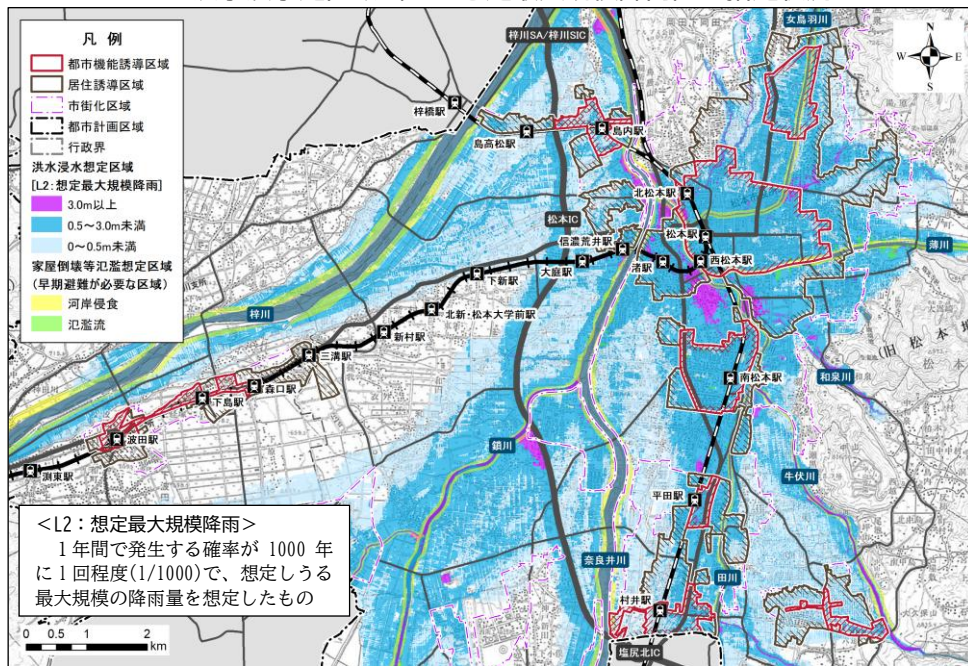 凡 例
都市機能誘導区域
居住誘導区域
市街化区域
都市計画区域
行政界
洪水浸水想定区域
[L2:想定最大規模降雨]
3.0m以上
0.5～3.0m未満
0～0.5m未満
家屋倒壊等氾濫想定区域
(早期避難が必要な区域)
河岸侵食
氾濫流
梓川SA/梓川SIC
女鳥羽川
N
W
E
S
梓橋駅
島高松駅
島内駅
北松本駅
松本IC
松本駅
信濃荒井駅
薄川
大庭駅
渚駅
西松本駅
下新駅
梓川
北新・松本大学前駅
新村駅
三溝駅
(旧松本
和泉川
南松本駅
森口駅
下島駅
波田駅
渕東駅
鎖川
牛伏川
平田駅
奈良井川
田川
村井駅
塩尻北IC
<L2:想定最大規模降雨>
1年間で発生する確率が 1000 年
に1回程度(1/1000)で、想定しうる
最大規模の降雨量を想定したもの
0 0.5 1 2
km